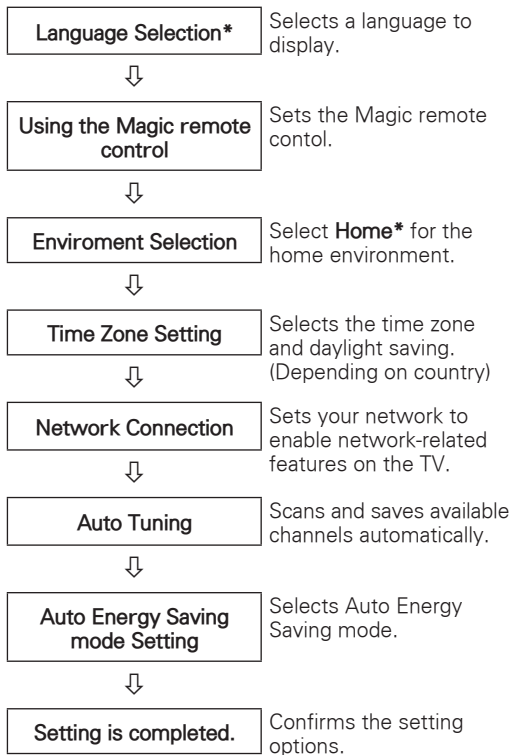 Language Selection*
Selects a language to
display.
Using the Magic remote
control
Sets the Magic remote
contol.
Enviroment Selection
Select Home* for the
home environment.
Time Zone Setting
Selects the time zone
and daylight saving.
(Depending on country)
Network Connection
Sets your network to
enable network-related
features on the TV.
Auto Tuning
Scans and saves available
channels automatically.
Auto Energy Saving
mode Setting
Selects Auto Energy
Saving mode.
Setting is completed.
Confirms the setting
options.